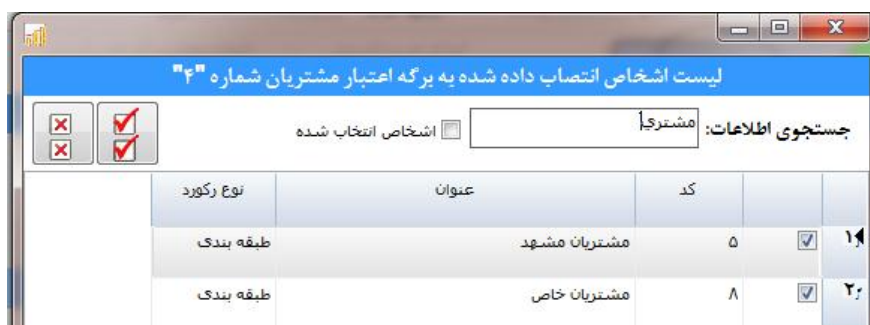 لیست اشخاص انتصاب داده شده به برگه اعتبار مشتریان شماره "۴"
جستجوی اطلاعات: مشتري اشخاص انتخاب شده
کد عنوان نوع رکورد
۱ ۵ مشتریان مشهد طبقه بندی
۲ ۸ مشتریان خاص طبقه بندی